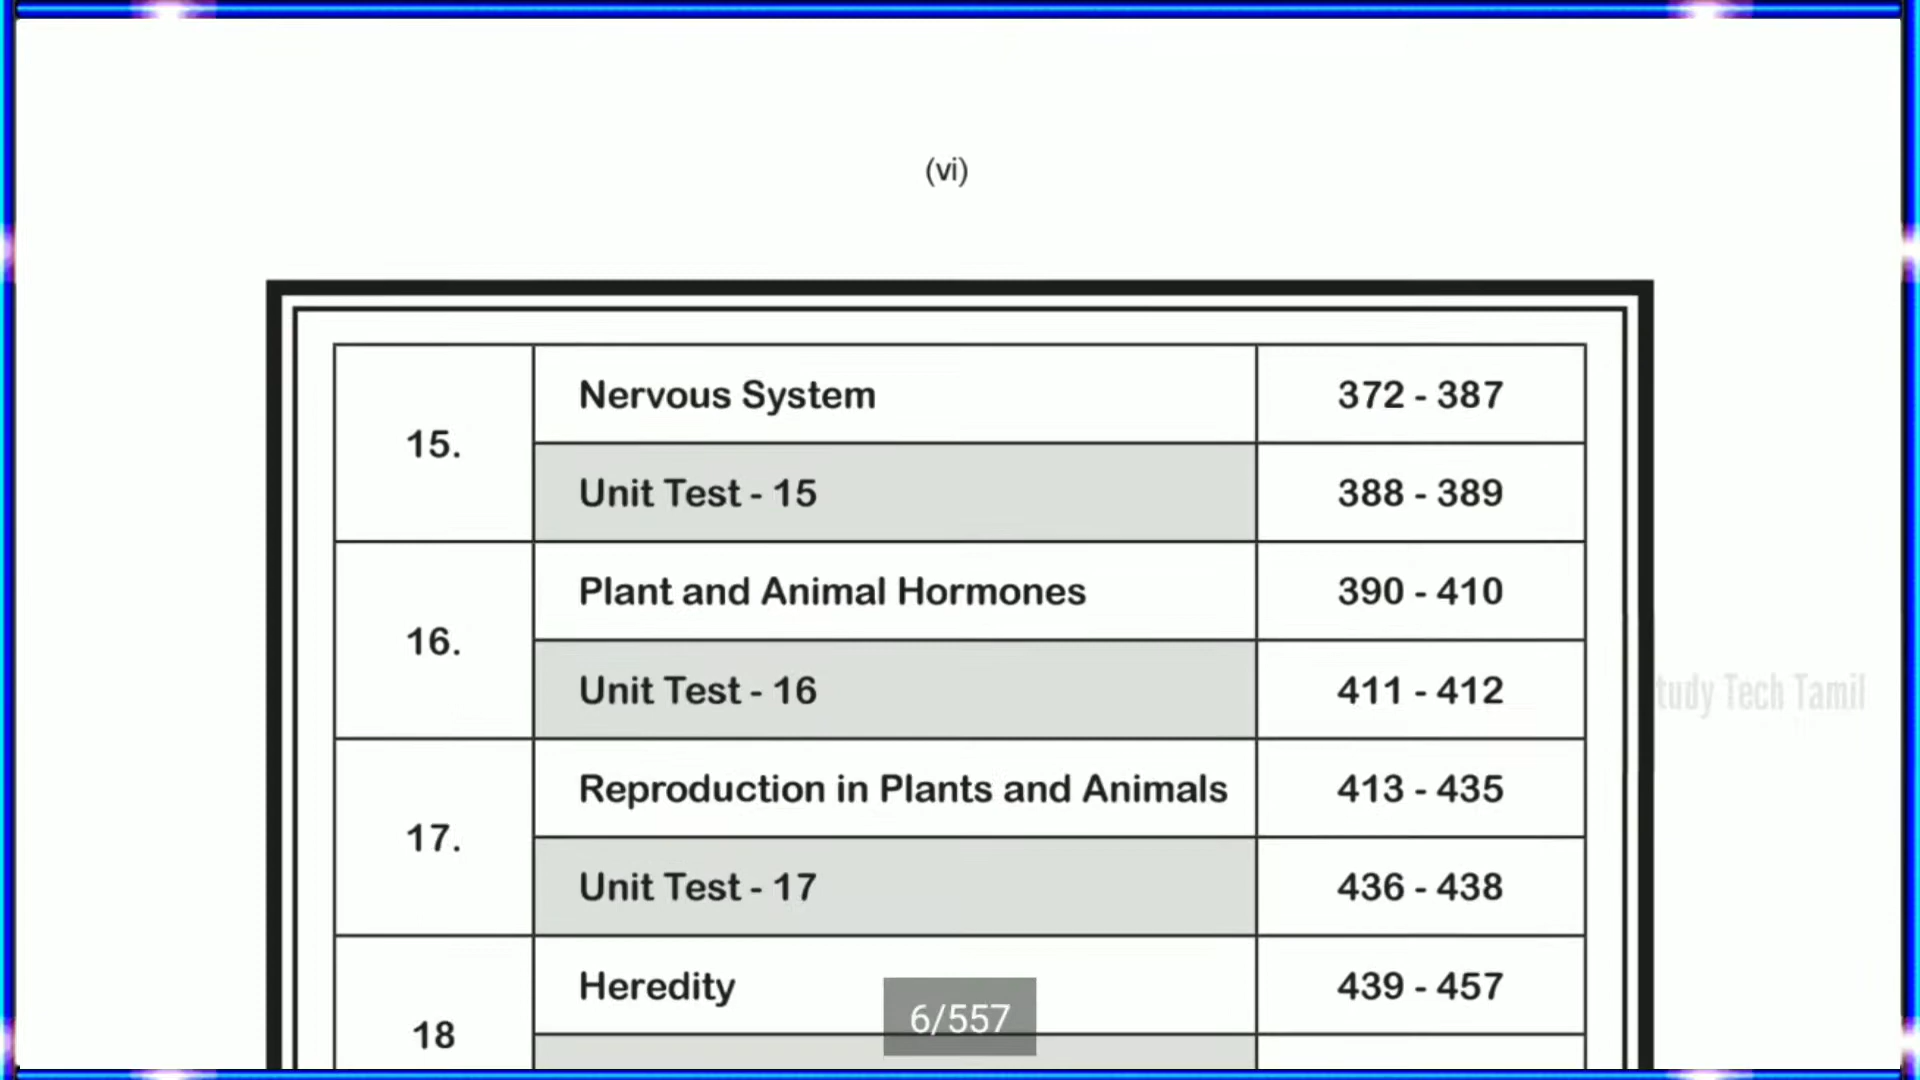 (vi)
15.
Nervous System 372 - 387
Unit Test - 15 388 - 389
16.
Plant and Animal Hormones 390 - 410
Unit Test - 16 411 - 412
17.
Reproduction in Plants and Animals 413 - 435
Unit Test - 17 436 - 438
18
Heredity 439 - 457
6/557
Tech Tamil